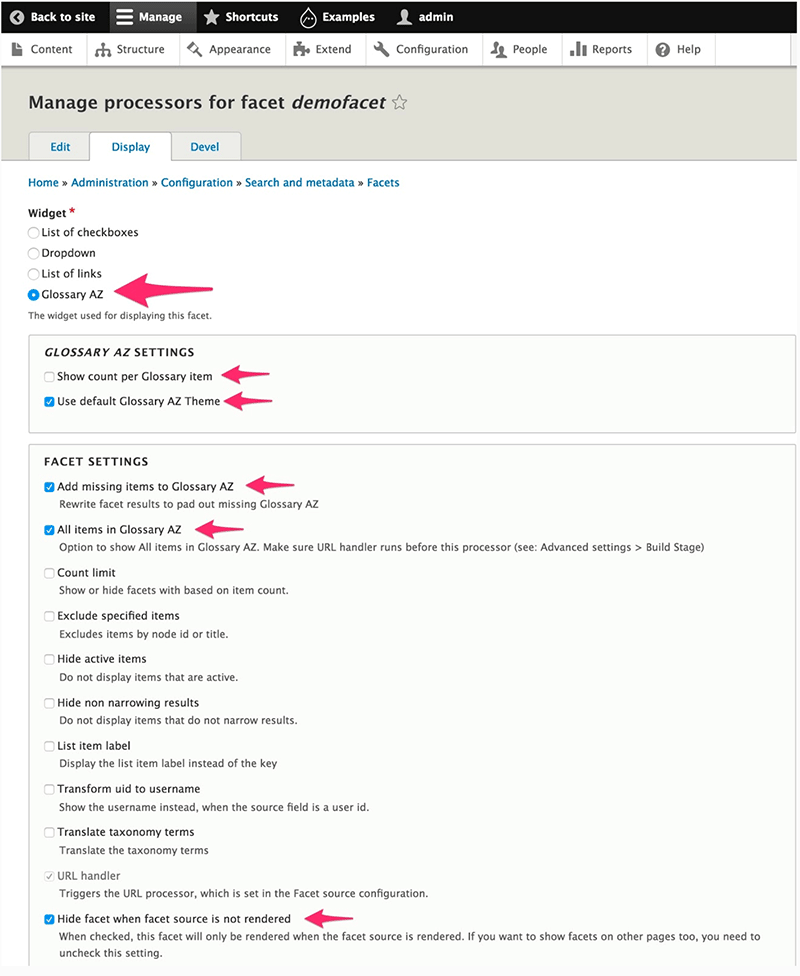 Back to site Manage Shortcuts Examples admin
Content Structure Appearance Extend Configuration People Reports Help
Manage processors for facet demofacet
Edit Display Devel
Home » Administration » Configuration » Search and metadata » Facets
Widget *
List of checkboxes
Dropdown
List of links
Glossary AZ
The widget used for displaying this facet.
GLOSSARY AZ SETTINGS
Show count per Glossary item
Use default Glossary AZ Theme
FACET SETTINGS
Add missing items to Glossary AZ
Rewrite facet results to pad out missing Glossary AZ
All items in Glossary AZ
Option to show All items in Glossary AZ. Make sure URL handler runs before this processor (see: Advanced settings > Build Stage)
Count limit
Show or hide facets with based on item count.
Exclude specified items
Excludes items by node id or title.
Hide active items
Do not display items that are active.
Hide non narrowing results
Do not display items that do not narrow results.
List item label
Display the list item label instead of the key
Transform uid to username
Show the username instead, when the source field is a user id.
Translate taxonomy terms
Translate the taxonomy terms
URL handler
Triggers the URL processor, which is set in the Facet source configuration.
Hide facet when facet source is not rendered
When checked, this facet will only be rendered when the facet source is rendered. If you want to show facets on other pages too, you need to
uncheck this setting.